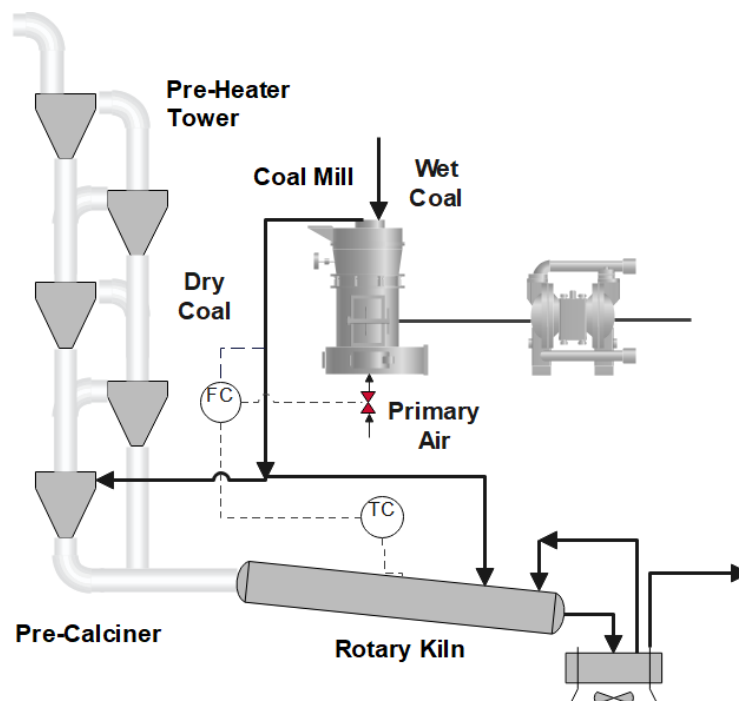 Pre-Heater
Tower
Coal Mill
Wet
Coal
Dry
Coal
FC
Primary
Air
TC
Pre-Calciner
Rotary Kiln